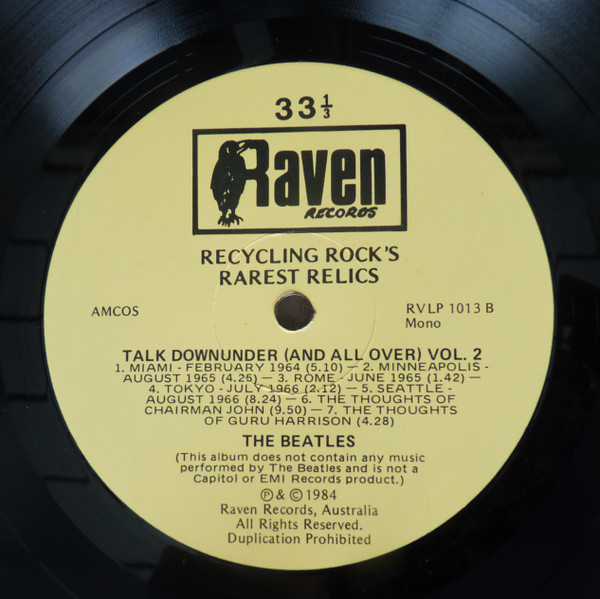 33 1/3
Raven
RECORDS
RECYCLING ROCK'S
RAREST RELICS
AMCOS
RVLP 1013 B
Mono
TALK DOWNUNDER (AND ALL OVER) VOL. 2
1. MIAMI - FEBRUARY 1964 (5.10) — 2. MINNEAPOLIS -
AUGUST 1965 (4.25) — 3. ROME - JUNE 1965 (1.42) —
4. TOKYO - JULY 1966 (2.12) — 5. SEATTLE -
AUGUST 1966 (8.24) — 6. THE THOUGHTS OF
CHAIRMAN JOHN (9.50) — 7. THE THOUGHTS
OF GURU HARRISON (4.28)
THE BEATLES
(This album does not contain any music
performed by The Beatles and is not a
Capitol or EMI Records product.)
℗ & © 1984
Raven Records, Australia
All Rights Reserved.
Duplication Prohibited